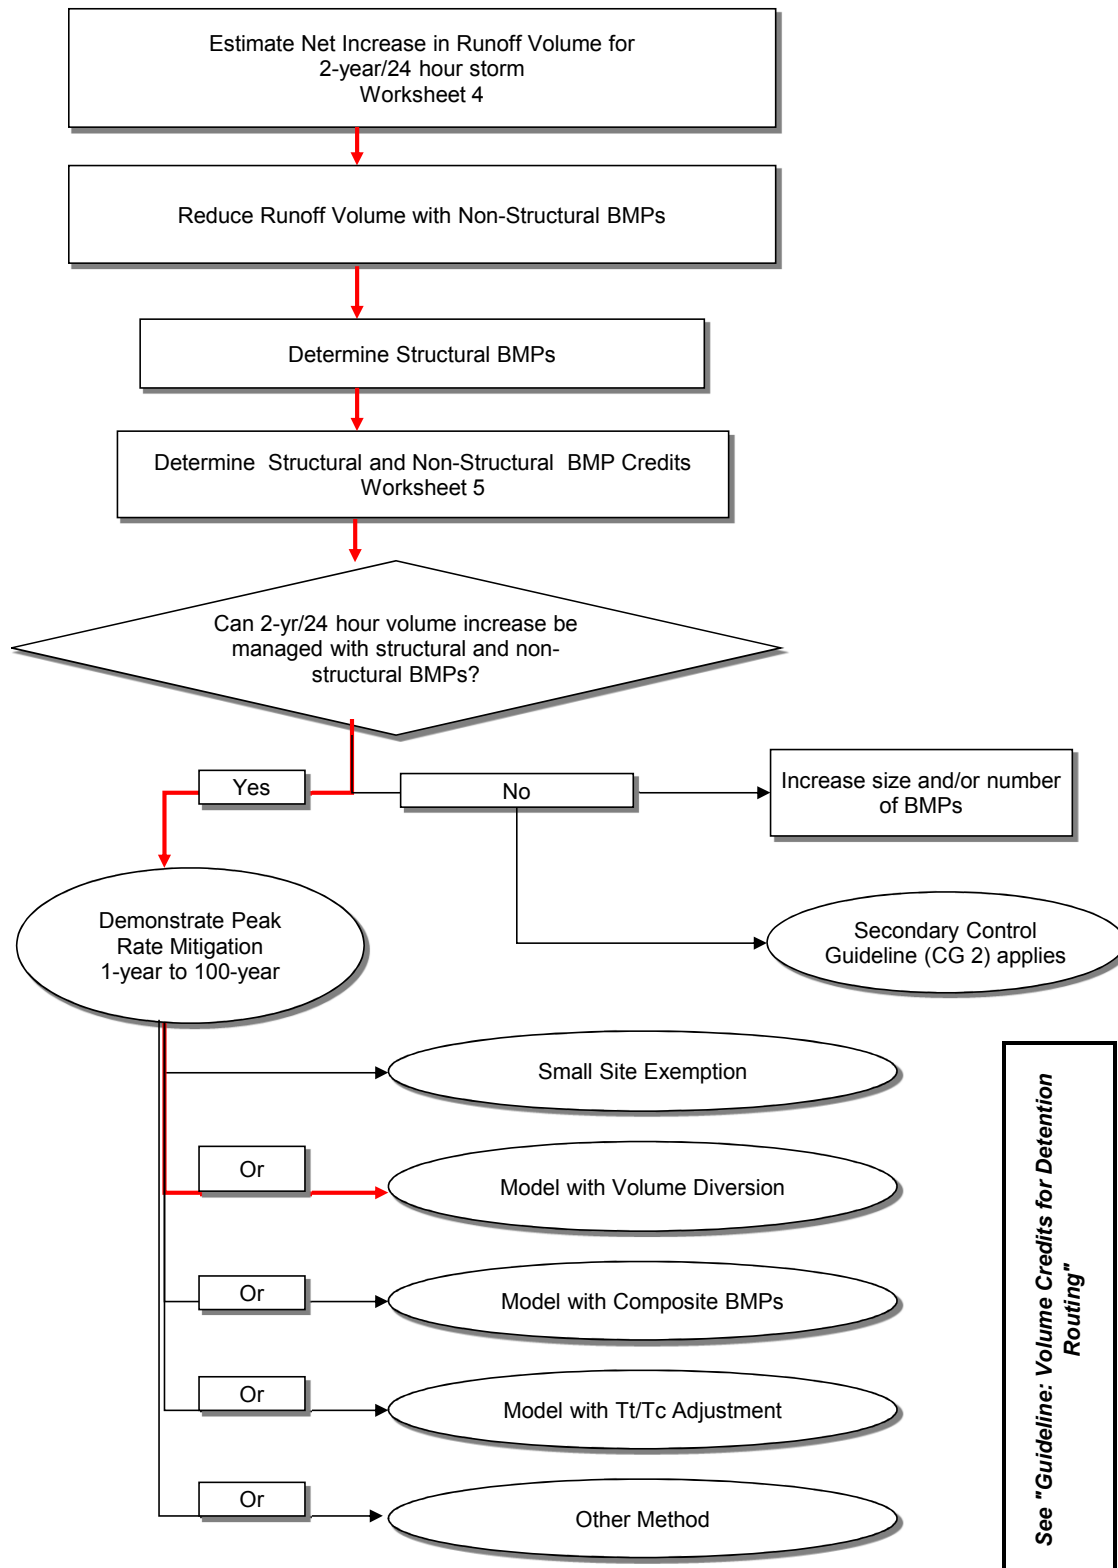 Estimate Net Increase in Runoff Volume for
2-year/24 hour storm
Worksheet 4
Reduce Runoff Volume with Non-Structural BMPs
Determine Structural BMPs
Determine Structural and Non-Structural BMP Credits
Worksheet 5
Can 2-yr/24 hour volume increase be
managed with structural and non-
structural BMPs?
Yes
No
Increase size and/or number
of BMPs
Demonstrate Peak
Rate Mitigation
1-year to 100-year
Secondary Control
Guideline (CG 2) applies
Small Site Exemption
Or
Model with Volume Diversion
Or
Model with Composite BMPs
Or
Model with Tt/Tc Adjustment
Or
Other Method
See "Guideline: Volume Credits for Detention
Routing"